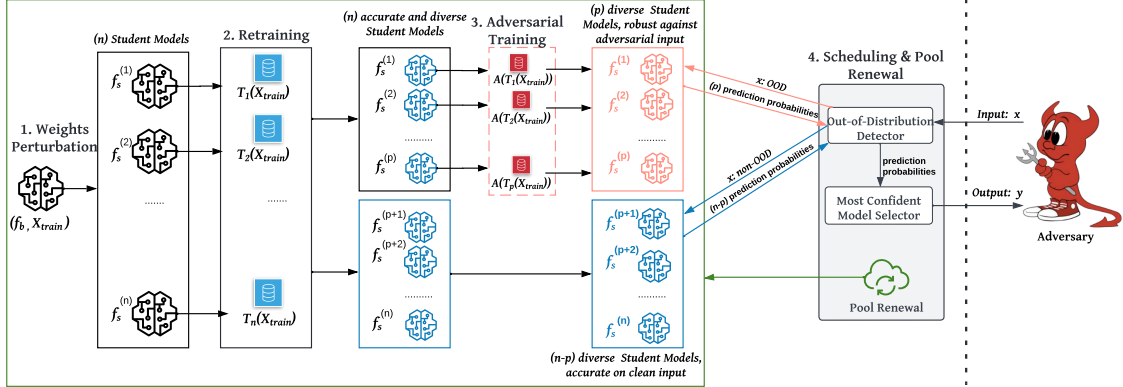 1. Weights
Perturbation
(f_b , X_train)
(n) Student Models
f_s^(1)
f_s^(2)
.......
f_s^(n)
2. Retraining
T_1(X_train)
T_2(X_train)
.......
T_n(X_train)
(n) accurate and diverse
Student Models
f_s^(1)
f_s^(2)
.........
f_s^(p)
f_s^(p+1)
f_s^(p+2)
.........
f_s^(n)
3. Adversarial
Training
A(T_1(X_train))
A(T_2(X_train))
.........
A(T_p(X_train))
(p) diverse Student
Models, robust against
adversarial input
f_s^(1)
f_s^(2)
.........
f_s^(p)
f_s^(p+1)
f_s^(p+2)
.........
f_s^(n)
(n-p) diverse Student Models,
accurate on clean input
x: OOD
(p) prediction probabilities
x: non-OOD
(n-p) prediction probabilities
4. Scheduling & Pool
Renewal
Out-of-Distribution
Detector
prediction
probabilities
Most Confident
Model Selector
Pool Renewal
Input: x
Output: y
Adversary